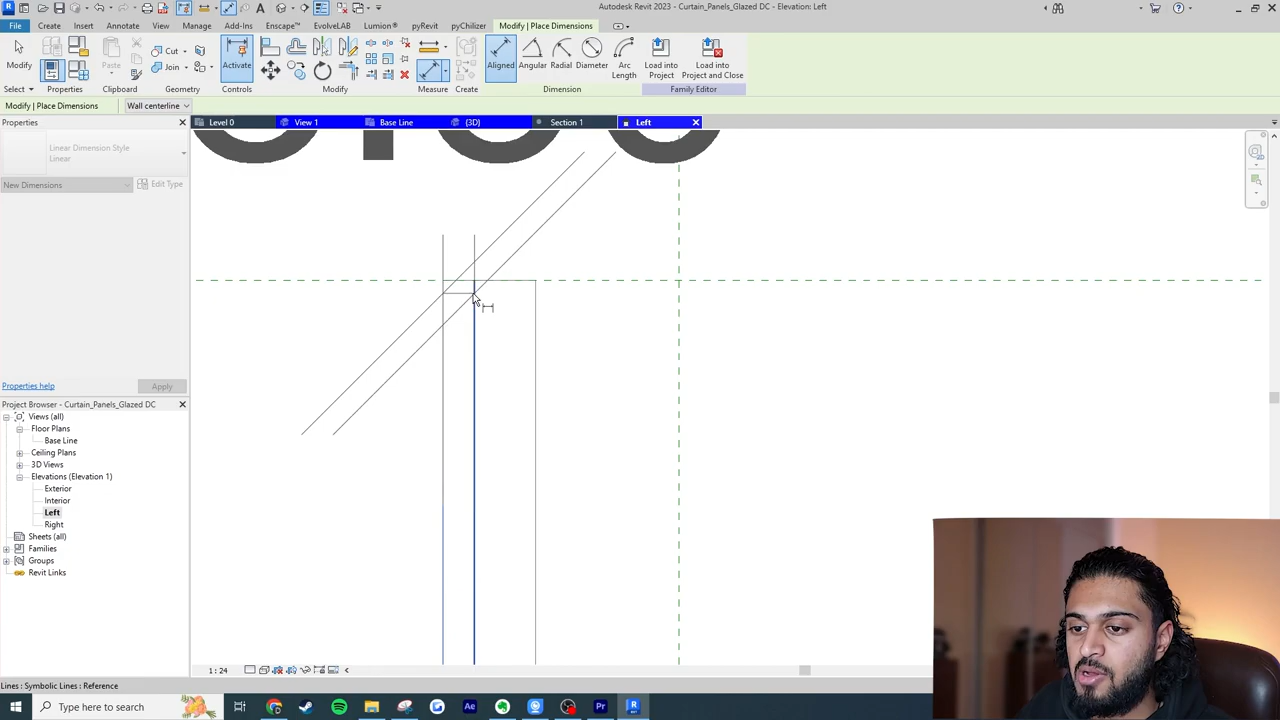 Autodesk Revit 2023 - Curtain_Panels_Glazed DC - Elevation: Left
File Create Insert Annotate View Manage Add-Ins Enscape™ EvolveLAB Lumion® pyRevit pyChilizer Modify | Place Dimensions
Modify Paste Cut Join Activate Aligned Angular Radial Diameter Arc Length Load into Project Load into Project and Close
Select Properties Clipboard Geometry Controls Modify Measure Create Dimension Family Editor
Modify | Place Dimensions Wall centerline
Properties
Level 0 View 1 Base Line {3D} Section 1 Left
Linear Dimension Style
Linear
New Dimensions Edit Type
Properties help Apply
Project Browser - Curtain_Panels_Glazed DC
Views (all)
Floor Plans
Base Line
Ceiling Plans
3D Views
Elevations (Elevation 1)
Exterior
Interior
Left
Right
Sheets (all)
Families
Groups
Revit Links
1 : 24
Lines : Symbolic Lines : Reference
Type here to search